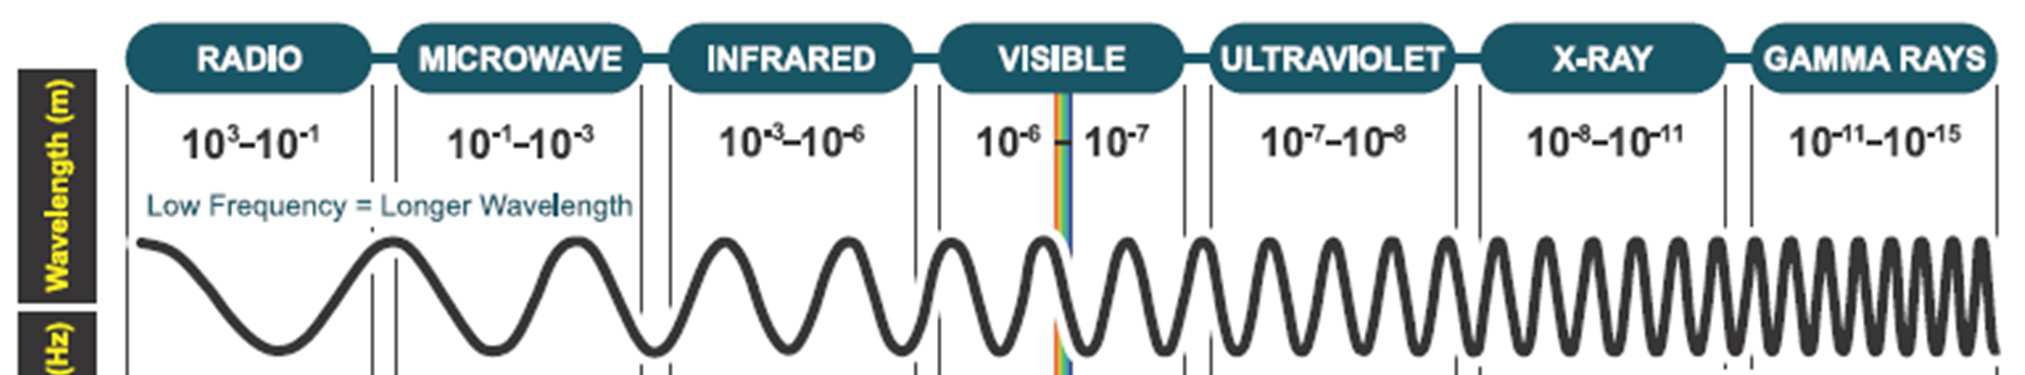 RADIO MICROWAVE INFRARED VISIBLE ULTRAVIOLET X-RAY GAMMA RAYS
Wavelength (m)
10³–10⁻¹ 10⁻¹–10⁻³ 10⁻³–10⁻⁶ 10⁻⁶ – 10⁻⁷ 10⁻⁷–10⁻⁸ 10⁻⁸–10⁻¹¹ 10⁻¹¹–10⁻¹⁵
Low Frequency = Longer Wavelength
(Hz)